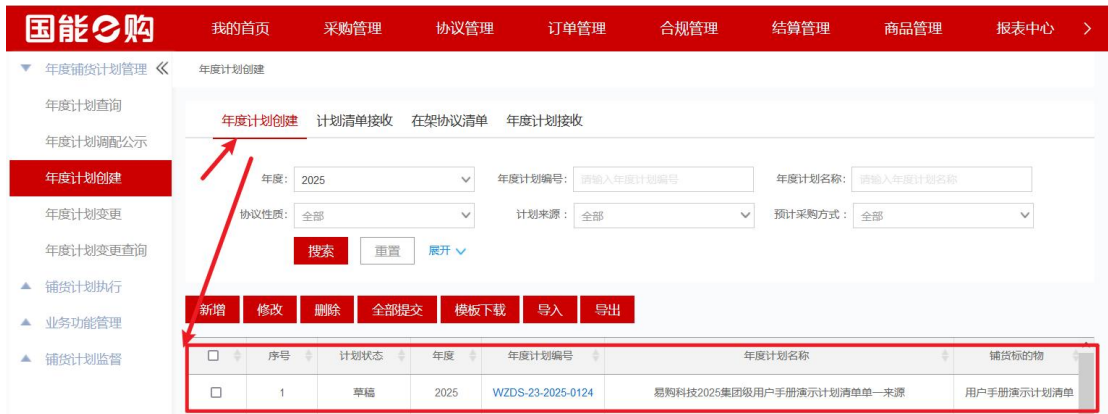 国能e购 我的首页 采购管理 协议管理 订单管理 合规管理 结算管理 商品管理 报表中心
年度铺货计划管理
年度计划查询
年度计划调配公示
年度计划创建
年度计划变更
年度计划变更查询
铺货计划执行
业务功能管理
铺货计划监督
年度计划创建
年度计划创建 计划清单接收 在架协议清单 年度计划接收
年度: 2025 年度计划编号: 请输入年度计划编号 年度计划名称: 请输入年度计划名称
协议性质: 全部 计划来源： 全部 预计采购方式： 全部
搜索 重置 展开
新增 修改 删除 全部提交 模板下载 导入 导出
序号 计划状态 年度 年度计划编号 年度计划名称 铺货标的物
1 草稿 2025 WZDS-23-2025-0124 易购科技2025集团级用户手册演示计划清单单一来源 用户手册演示计划清单